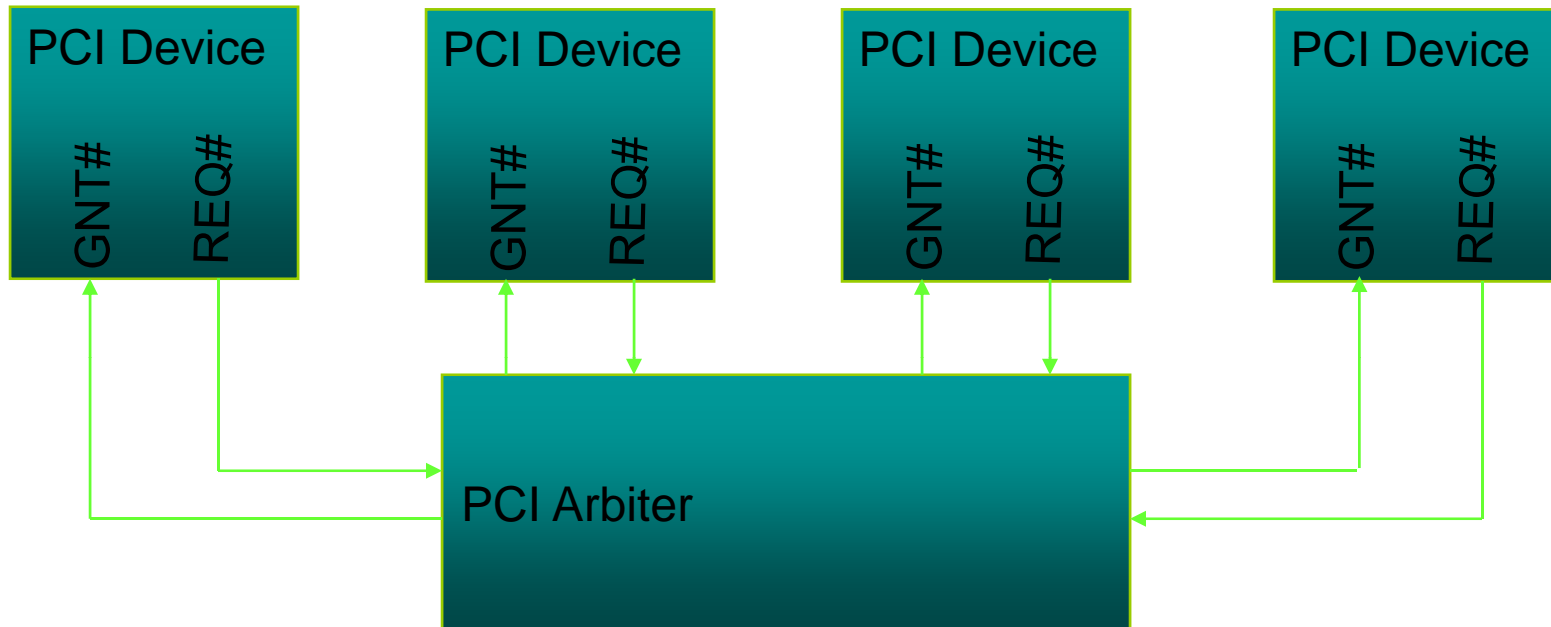 PCI Device
GNT#
REQ#
PCI Device
GNT#
REQ#
PCI Device
GNT#
REQ#
PCI Device
GNT#
REQ#
PCI Arbiter